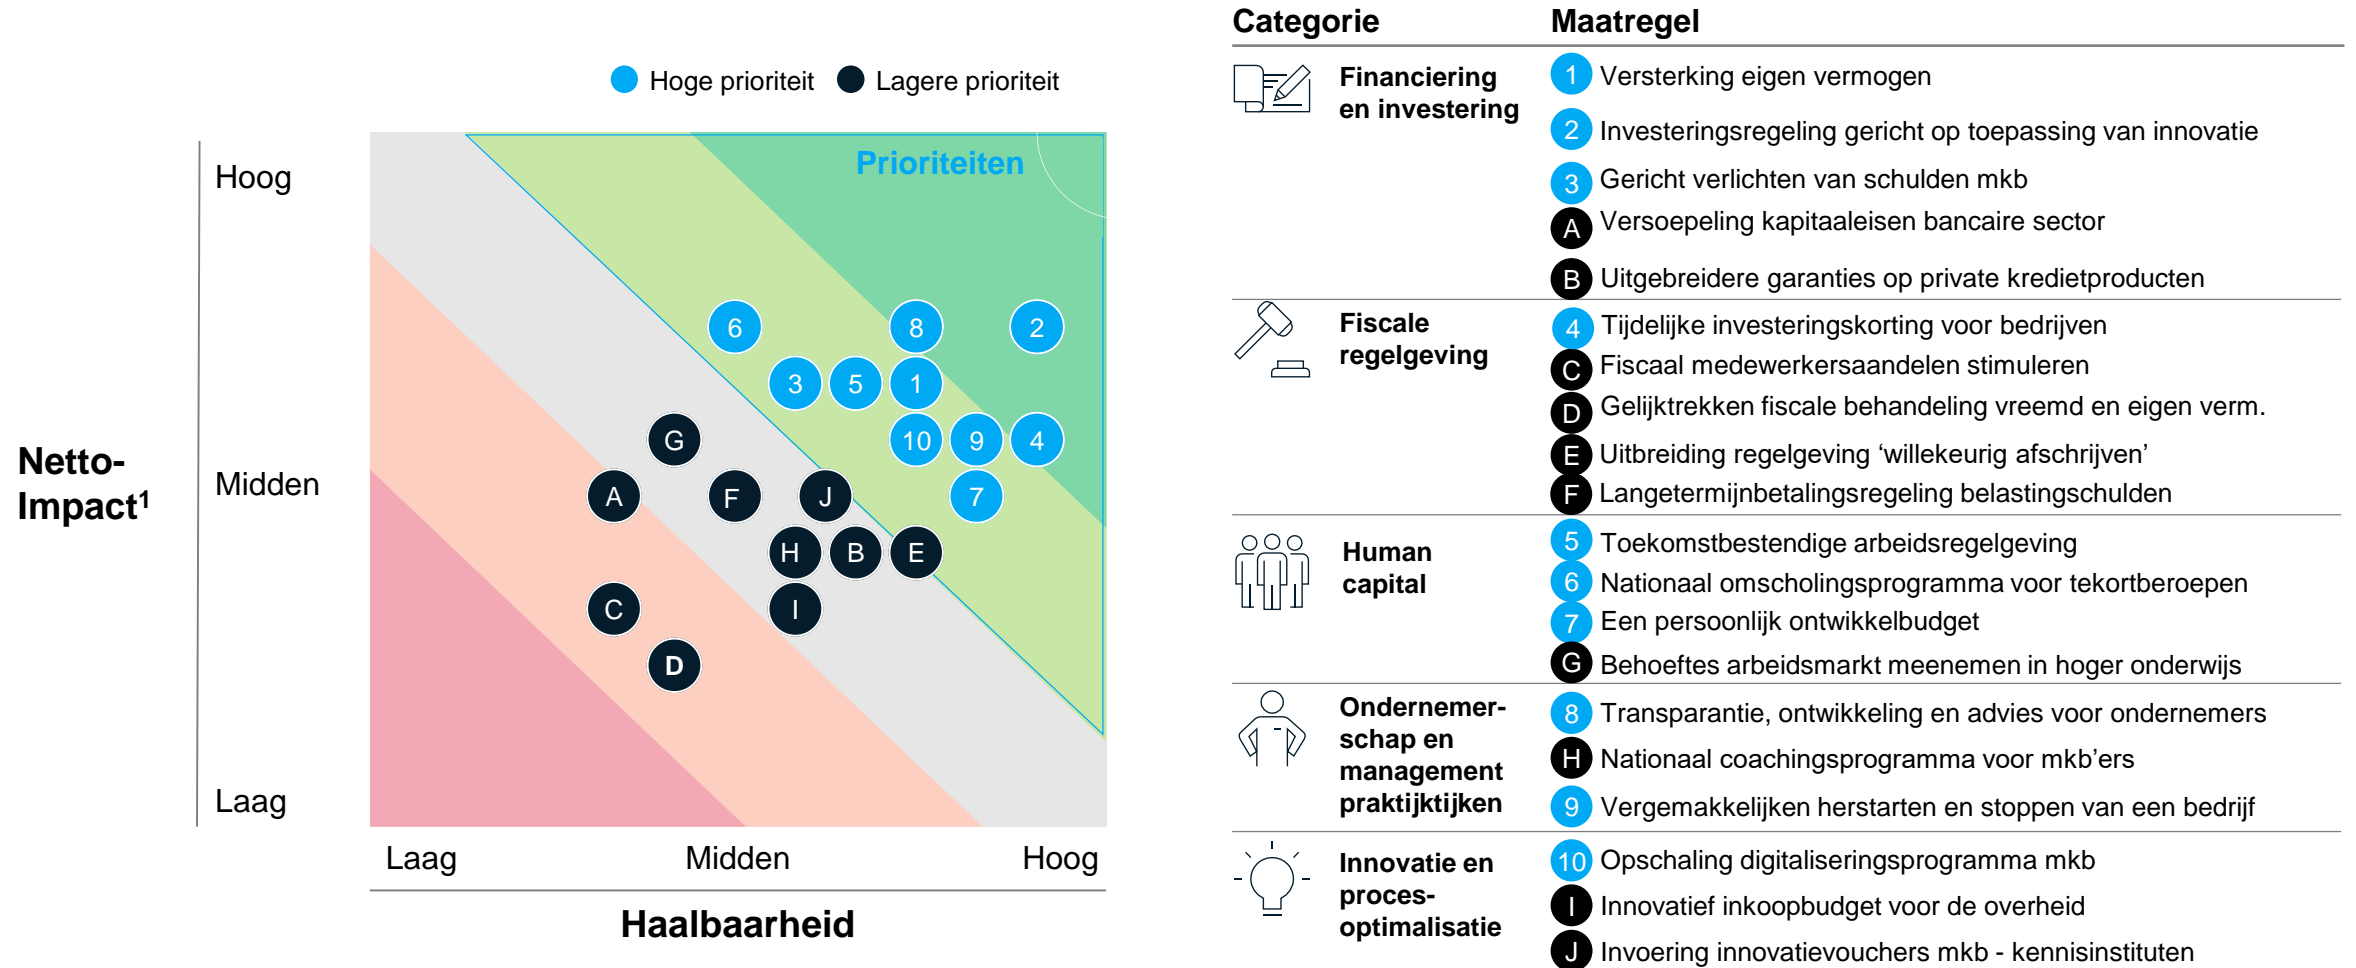 Hoge prioriteit
Lagere prioriteit
Prioriteiten
Netto-
Impact¹
Hoog
Midden
Laag
6
8
2
3
5
1
G
10
9
4
A
F
J
7
H
B
E
C
I
D
Laag
Midden
Hoog
Haalbaarheid
Categorie
Maatregel
Financiering
en investering
1 Versterking eigen vermogen
2 Investeringsregeling gericht op toepassing van innovatie
3 Gericht verlichten van schulden mkb
A Versoepeling kapitaaleisen bancaire sector
B Uitgebreidere garanties op private kredietproducten
Fiscale
regelgeving
4 Tijdelijke investeringskorting voor bedrijven
C Fiscaal medewerkersaandelen stimuleren
D Gelijktrekken fiscale behandeling vreemd en eigen verm.
E Uitbreiding regelgeving ‘willekeurig afschrijven’
F Langetermijnbetalingsregeling belastingschulden
Human
capital
5 Toekomstbestendige arbeidsregelgeving
6 Nationaal omscholingsprogramma voor tekortberoepen
7 Een persoonlijk ontwikkelbudget
G Behoeftes arbeidsmarkt meenemen in hoger onderwijs
Ondernemer-
schap en
management
praktijktijken
8 Transparantie, ontwikkeling en advies voor ondernemers
H Nationaal coachingsprogramma voor mkb’ers
9 Vergemakkelijken herstarten en stoppen van een bedrijf
Innovatie en
proces-
optimalisatie
10 Opschaling digitaliseringsprogramma mkb
I Innovatief inkoopbudget voor de overheid
J Invoering innovatievouchers mkb - kennisinstituten